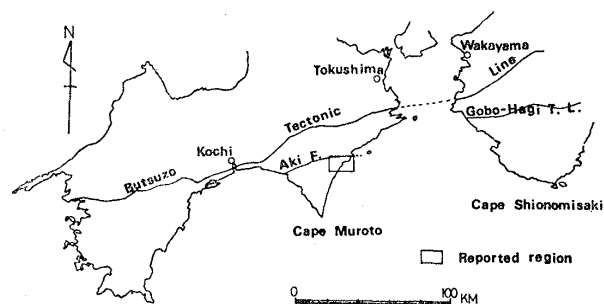 N
Wakayama
Tokushima
Line
Gobo-Hagi T. L.
Tectonic
Kochi
Aki F.
Butsuzo
Cape Shionomisaki
Cape Muroto
Reported region
0 100
KM